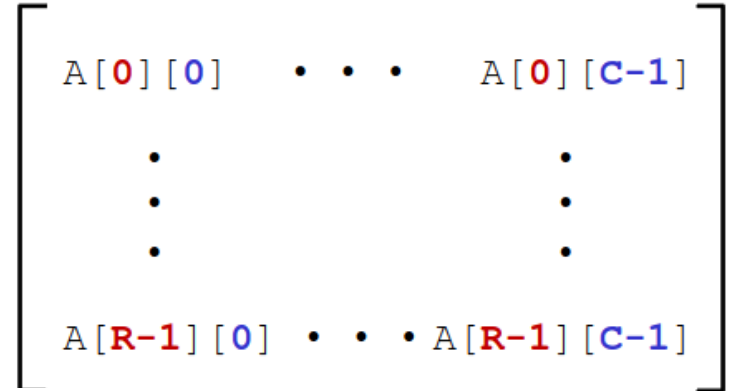 A[0][0] • • • A[0][C-1]
• •
• •
• •
A[R-1][0] • • • A[R-1][C-1]